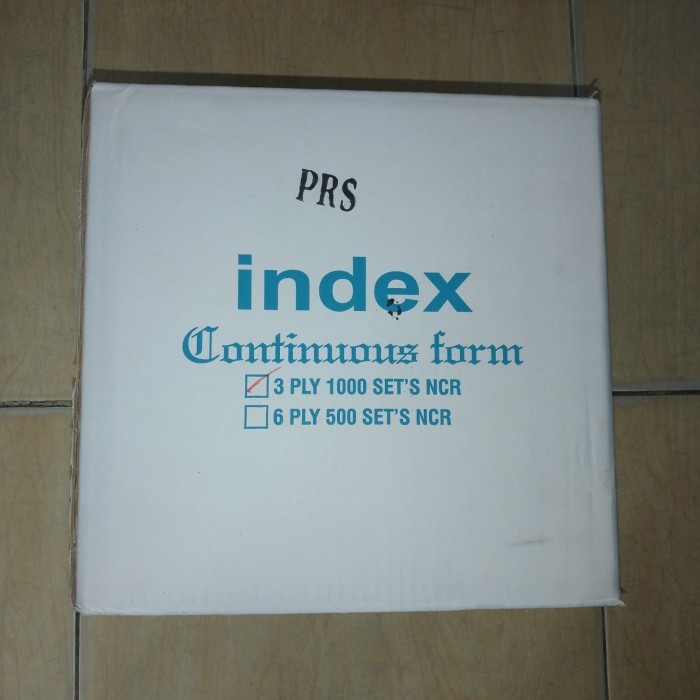 PRS
index
Continuous form
3 PLY 1000 SET'S NCR
6 PLY 500 SET'S NCR